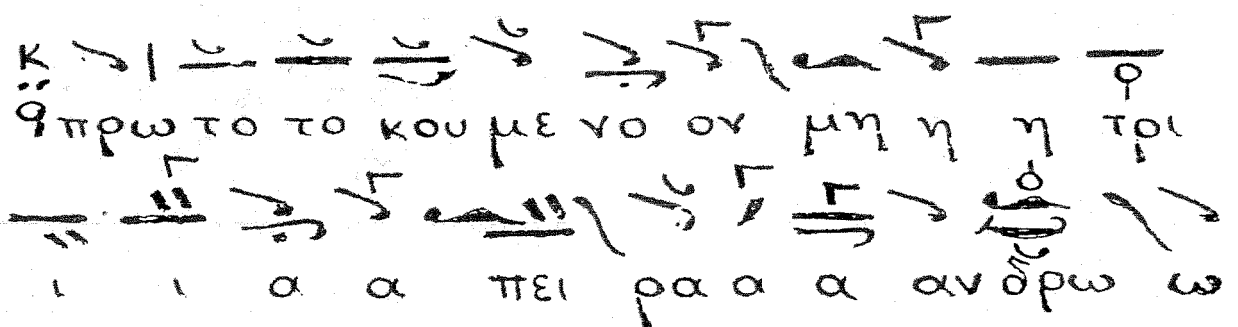 πρω το το κου με νο ον μη η η τρι
ι ι α α πει ρα α α αν δρω ω